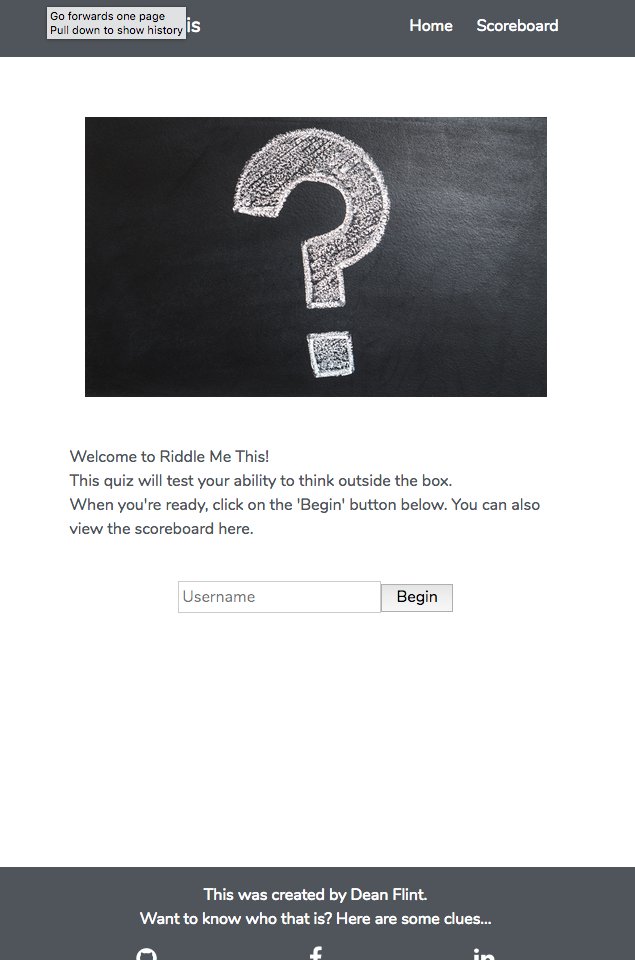 Go forwards one page
Pull down to show history
is
Home
Scoreboard
Welcome to Riddle Me This!
This quiz will test your ability to think outside the box.
When you're ready, click on the 'Begin' button below. You can also
view the scoreboard here.
Username
Begin
This was created by Dean Flint.
Want to know who that is? Here are some clues...